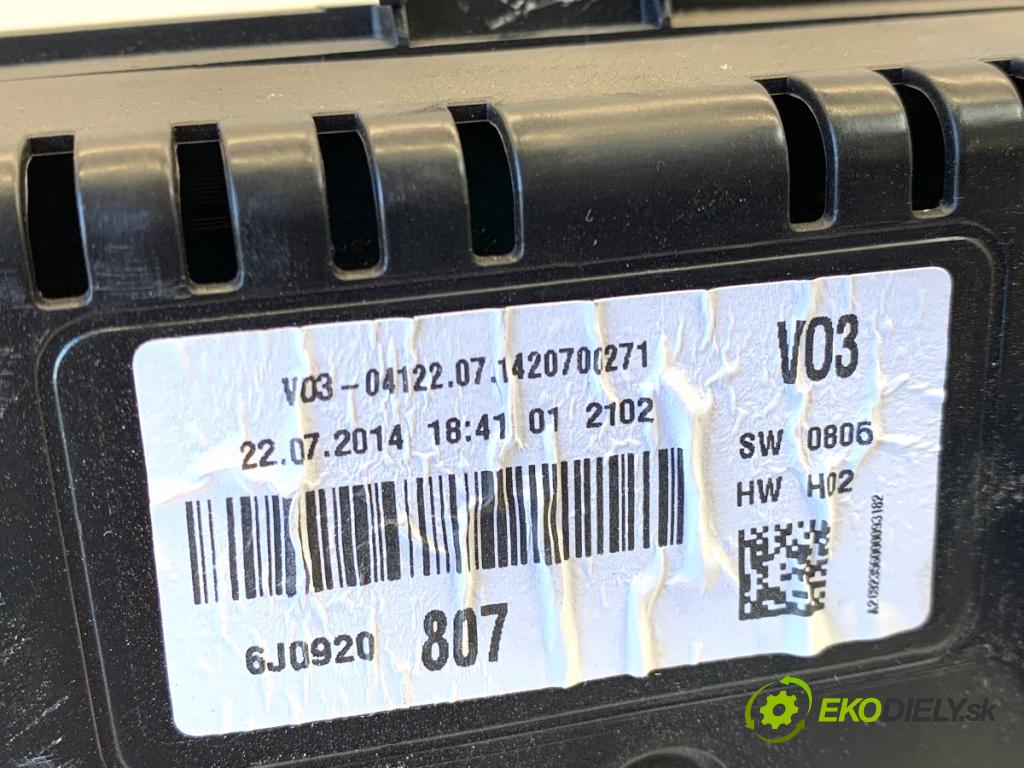 V03-04122.07.1420700271
V03
22.07.2014 18:41 01 2102
SW 0806
HW H02
6J0920 807
EKODIELY.sk